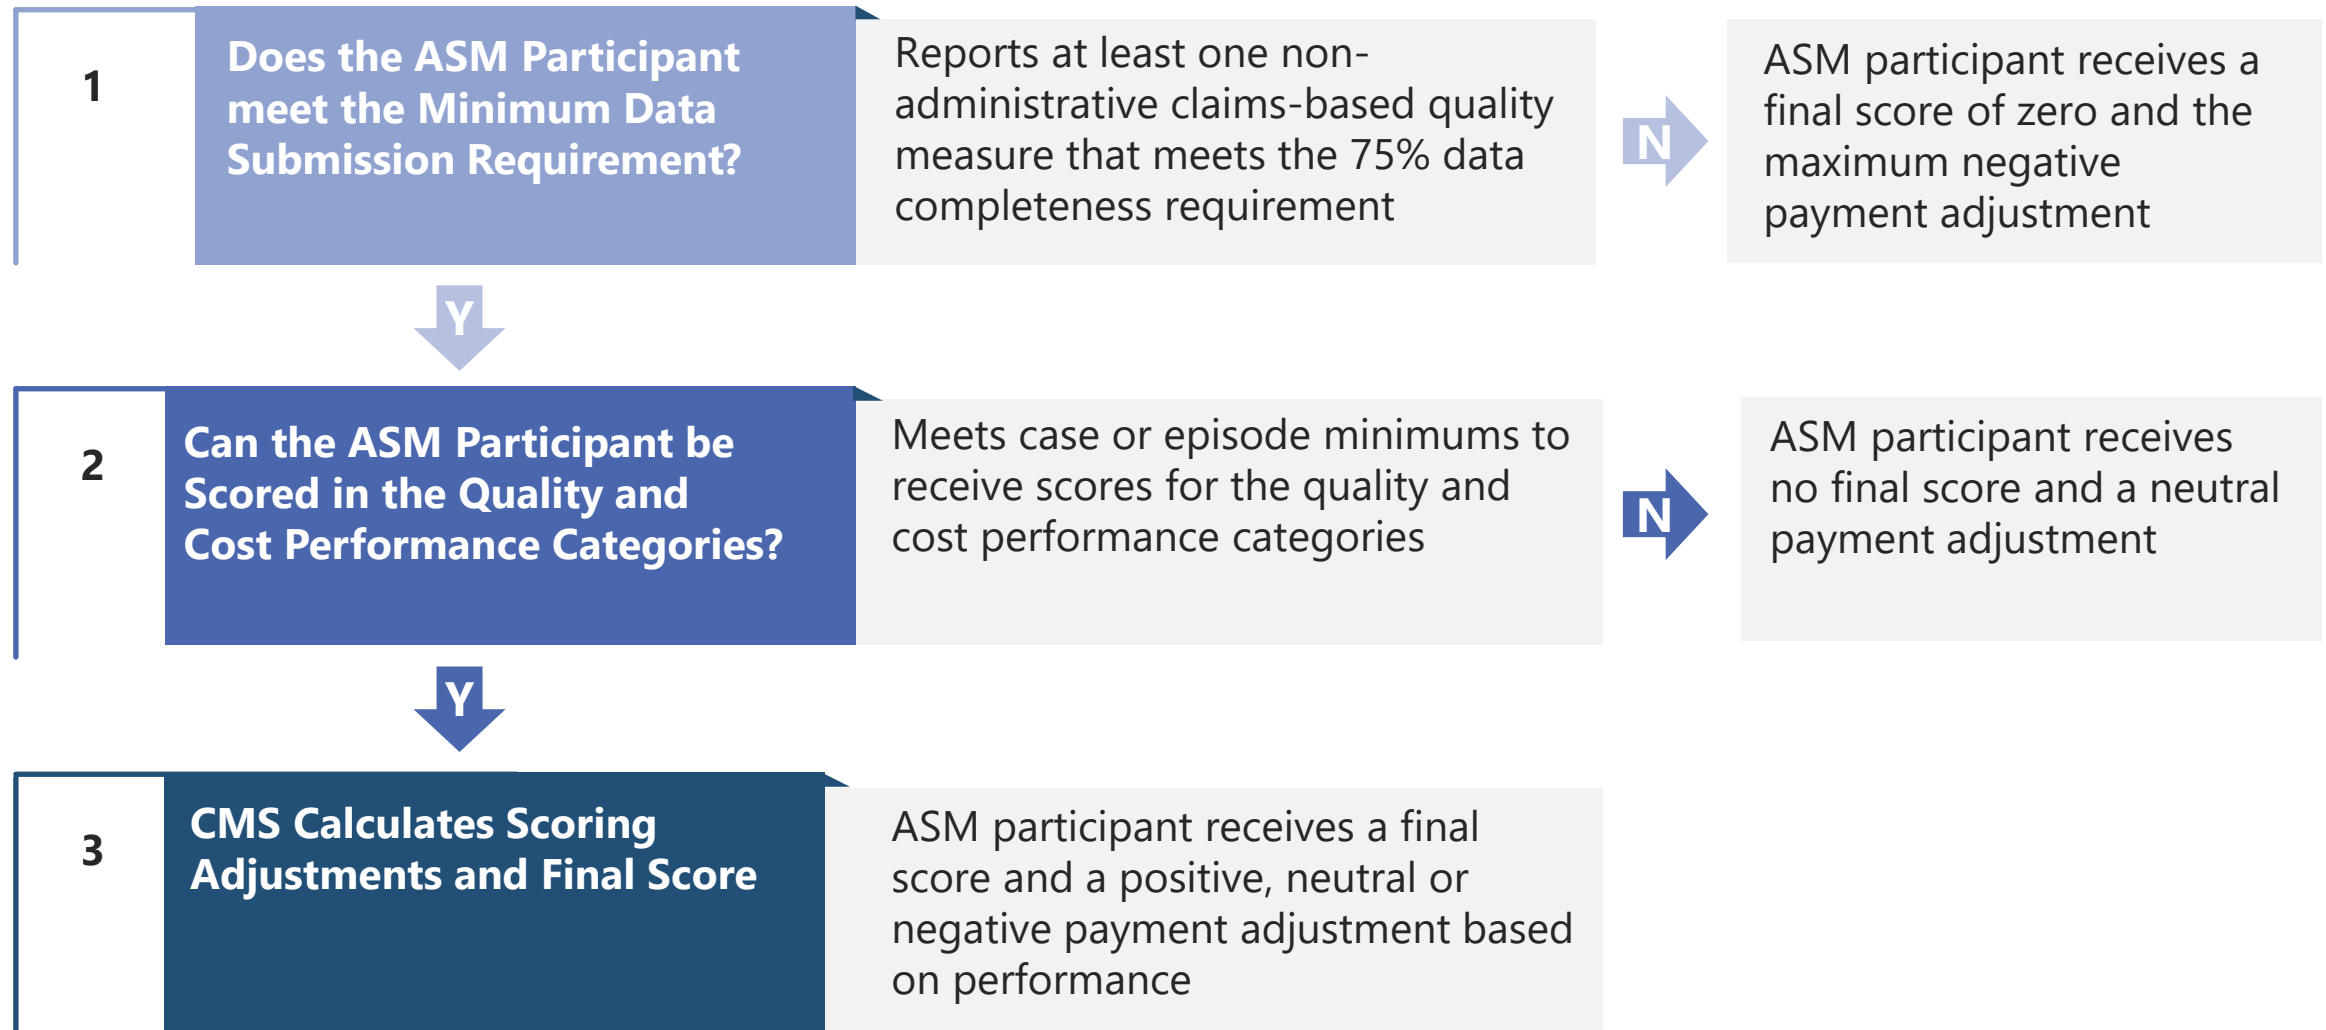 1
Does the ASM Participant
meet the Minimum Data
Submission Requirement?
Reports at least one non-
administrative claims-based quality
measure that meets the 75% data
completeness requirement
N
ASM participant receives a
final score of zero and the
maximum negative
payment adjustment
Y
2
Can the ASM Participant be
Scored in the Quality and
Cost Performance Categories?
Meets case or episode minimums to
receive scores for the quality and
cost performance categories
N
ASM participant receives
no final score and a neutral
payment adjustment
Y
3
CMS Calculates Scoring
Adjustments and Final Score
ASM participant receives a final
score and a positive, neutral or
negative payment adjustment based
on performance